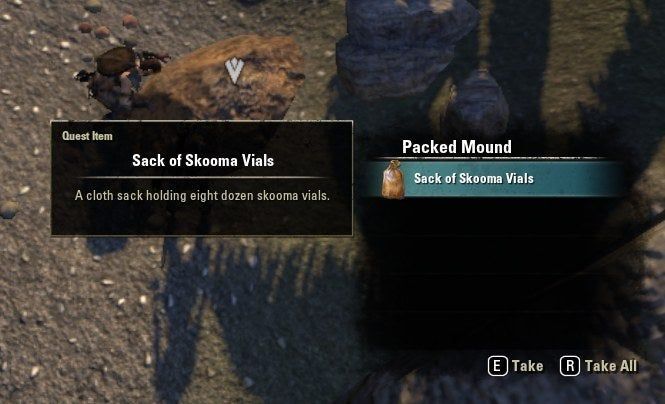 Quest Item
Sack of Skooma Vials
A cloth sack holding eight dozen skooma vials.
Packed Mound
Sack of Skooma Vials
E Take R Take All